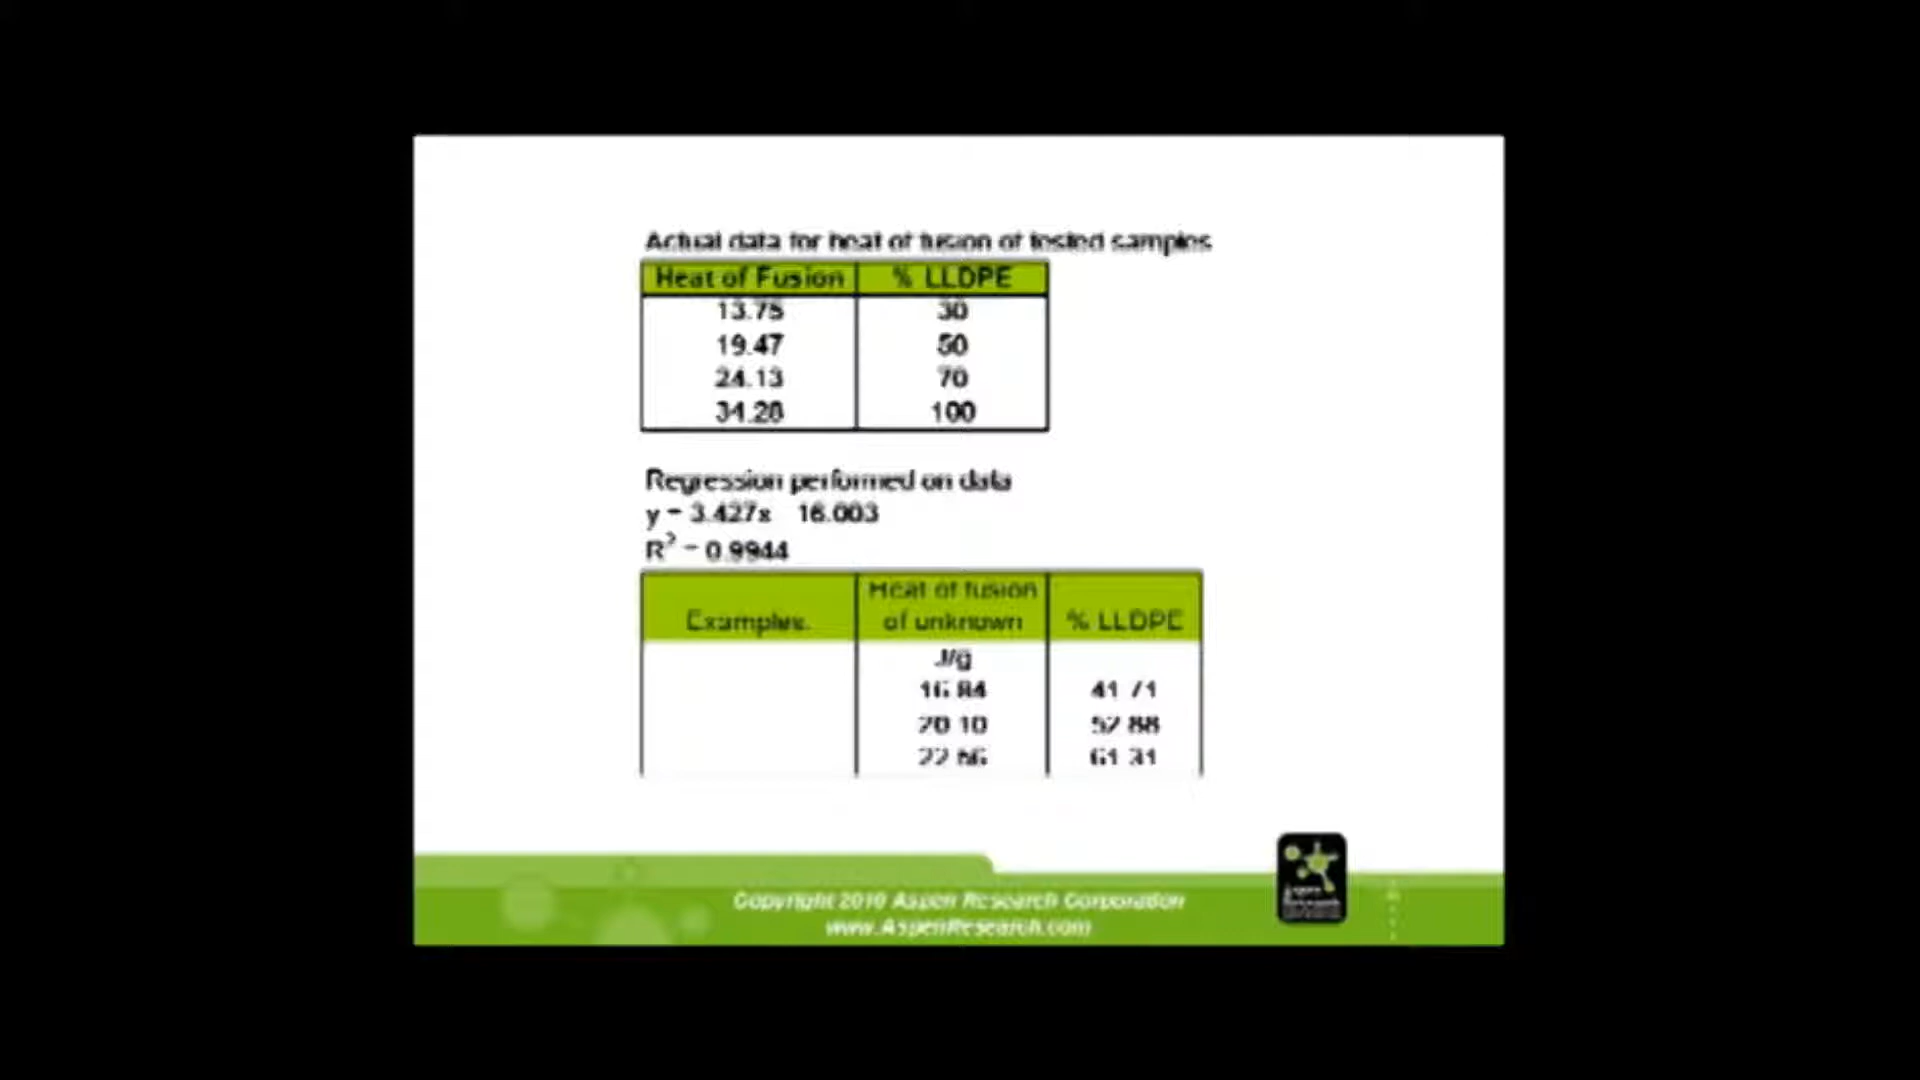 Actual data for heat of fusion of tested samples
Heat of Fusion % LLDPE
13.75 30
19.47 50
24.13 70
34.28 100
Regression performed on data
y = 3.427x 16.003
R² = 0.9944
Examples. Heat of fusion of unknown % LLDPE
J/g
16.84 41.71
20.10 52.88
22.56 61.31
Copyright 2010 Aspen Research Corporation
www.AspenResearch.com